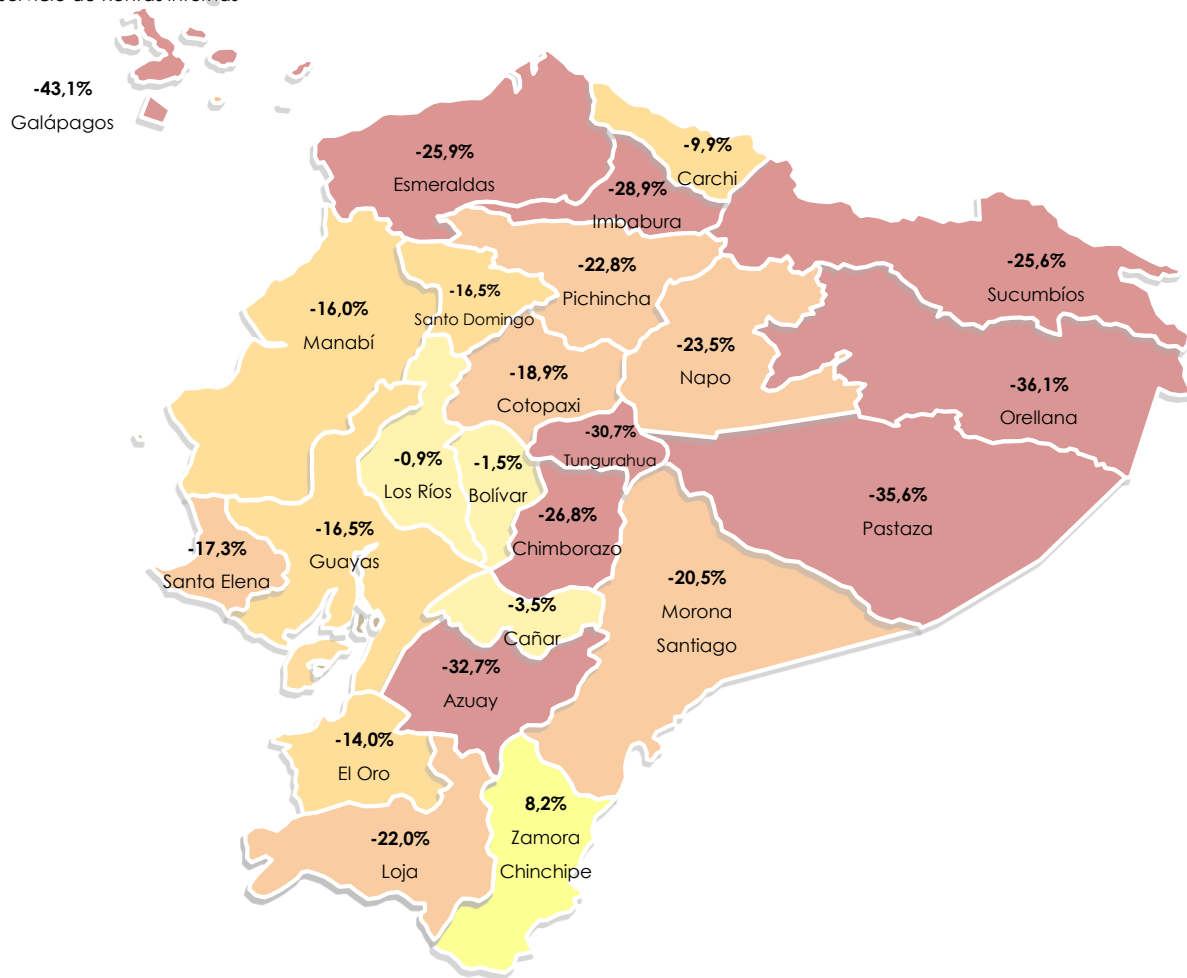 -43,1%
Galápagos
-25,9%
Esmeraldas
-9,9%
Carchi
-28,9%
Imbabura
-25,6%
Sucumbíos
-22,8%
Pichincha
-16,5%
Santo Domingo
-16,0%
Manabí
-23,5%
Napo
-18,9%
Cotopaxi
-36,1%
Orellana
-30,7%
Tungurahua
-0,9%
Los Ríos
-1,5%
Bolívar
-35,6%
Pastaza
-26,8%
Chimborazo
-16,5%
Guayas
-17,3%
Santa Elena
-20,5%
Morona
Santiago
-3,5%
Cañar
-32,7%
Azuay
-14,0%
El Oro
8,2%
Zamora
Chinchipe
-22,0%
Loja